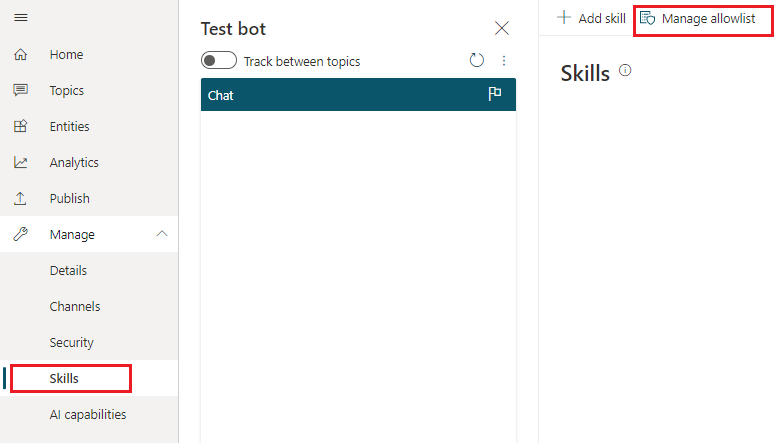 Home
Topics
Entities
Analytics
Publish
Manage
Details
Channels
Security
Skills
AI capabilities
Test bot
Track between topics
Chat
Add skill
Manage allowlist
Skills